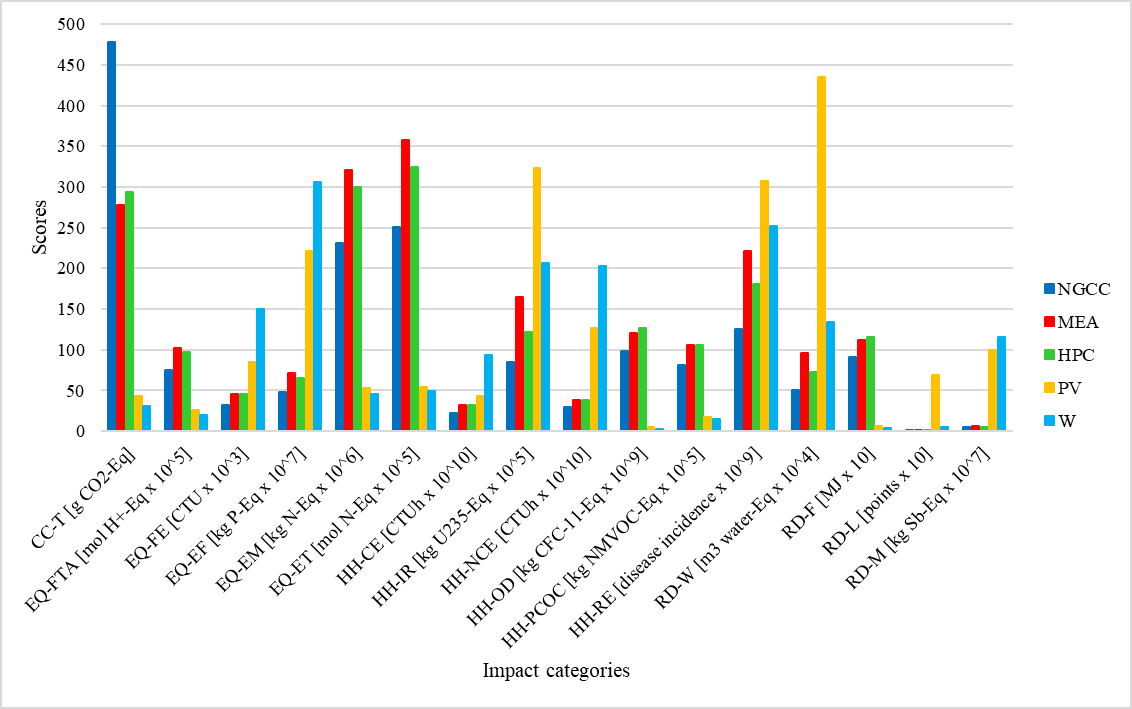 500
450
400
350
300
250
200
150
100
50
0
Scores
CC-T [g CO2-Eq]
EQ-FTA [mol H+-Eq x 10^5]
EQ-FE [CTU x 10^3]
EQ-EF [kg P-Eq x 10^7]
EQ-EM [kg N-Eq x 10^6]
EQ-ET [mol N-Eq x 10^5]
HH-CE [CTUh x 10^10]
HH-IR [kg U235-Eq x 10^5]
HH-NCE [CTUh x 10^10]
HH-OD [kg CFC-11-Eq x 10^9]
HH-PCOC [kg NMVOC-Eq x 10^5]
HH-RE [disease incidence x 10^9]
RD-W [m3 water-Eq x 10^4]
RD-F [MJ x 10]
RD-L [points x 10]
RD-M [kg Sb-Eq x 10^7]
Impact categories
NGCC
MEA
HPC
PV
W